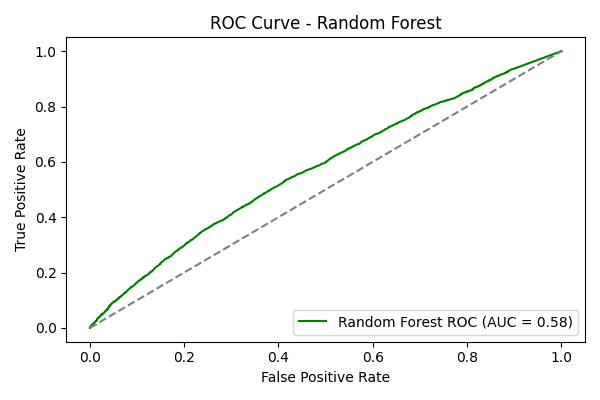 ROC Curve - Random Forest
True Positive Rate
1.0
0.8
0.6
0.4
0.2
0.0
Random Forest ROC (AUC = 0.58)
0.0 0.2 0.4 0.6 0.8 1.0
False Positive Rate